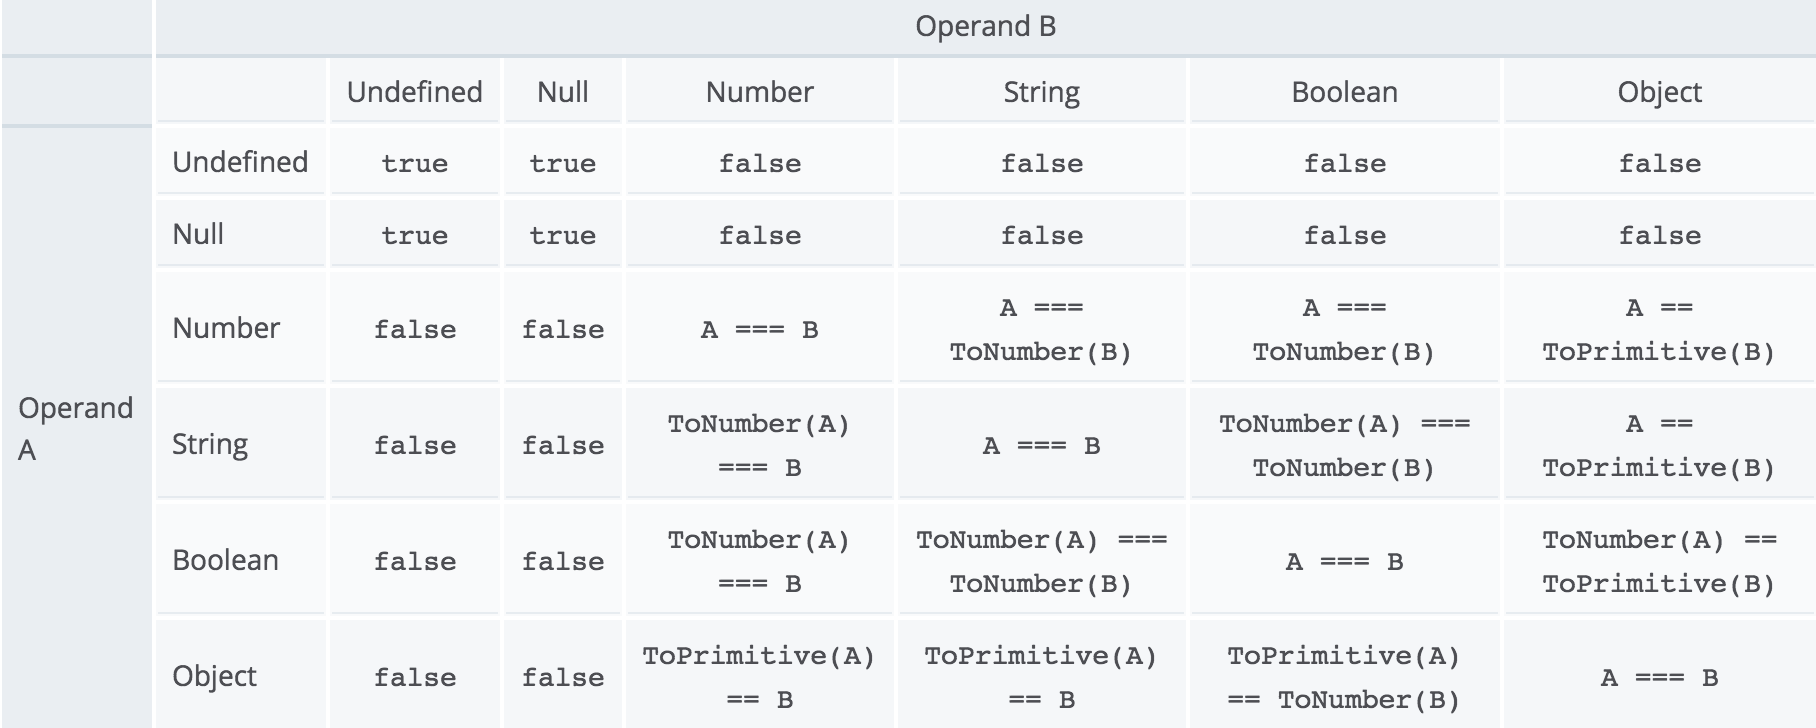 Operand B
Undefined Null Number String Boolean Object
Undefined true true false false false false
Null true true false false false false
A === A === A ==
Number false false A === B
ToNumber(B) ToNumber(B) ToPrimitive(B)
Operand
A
ToNumber(A) ToNumber(A) === A ==
String false false A === B
=== B ToNumber(B) ToPrimitive(B)
ToNumber(A) ToNumber(A) === ToNumber(A) ==
Boolean false false A === B
=== B ToNumber(B) ToPrimitive(B)
ToPrimitive(A) ToPrimitive(A) ToPrimitive(A)
Object false false A === B
== B == B == ToNumber(B)